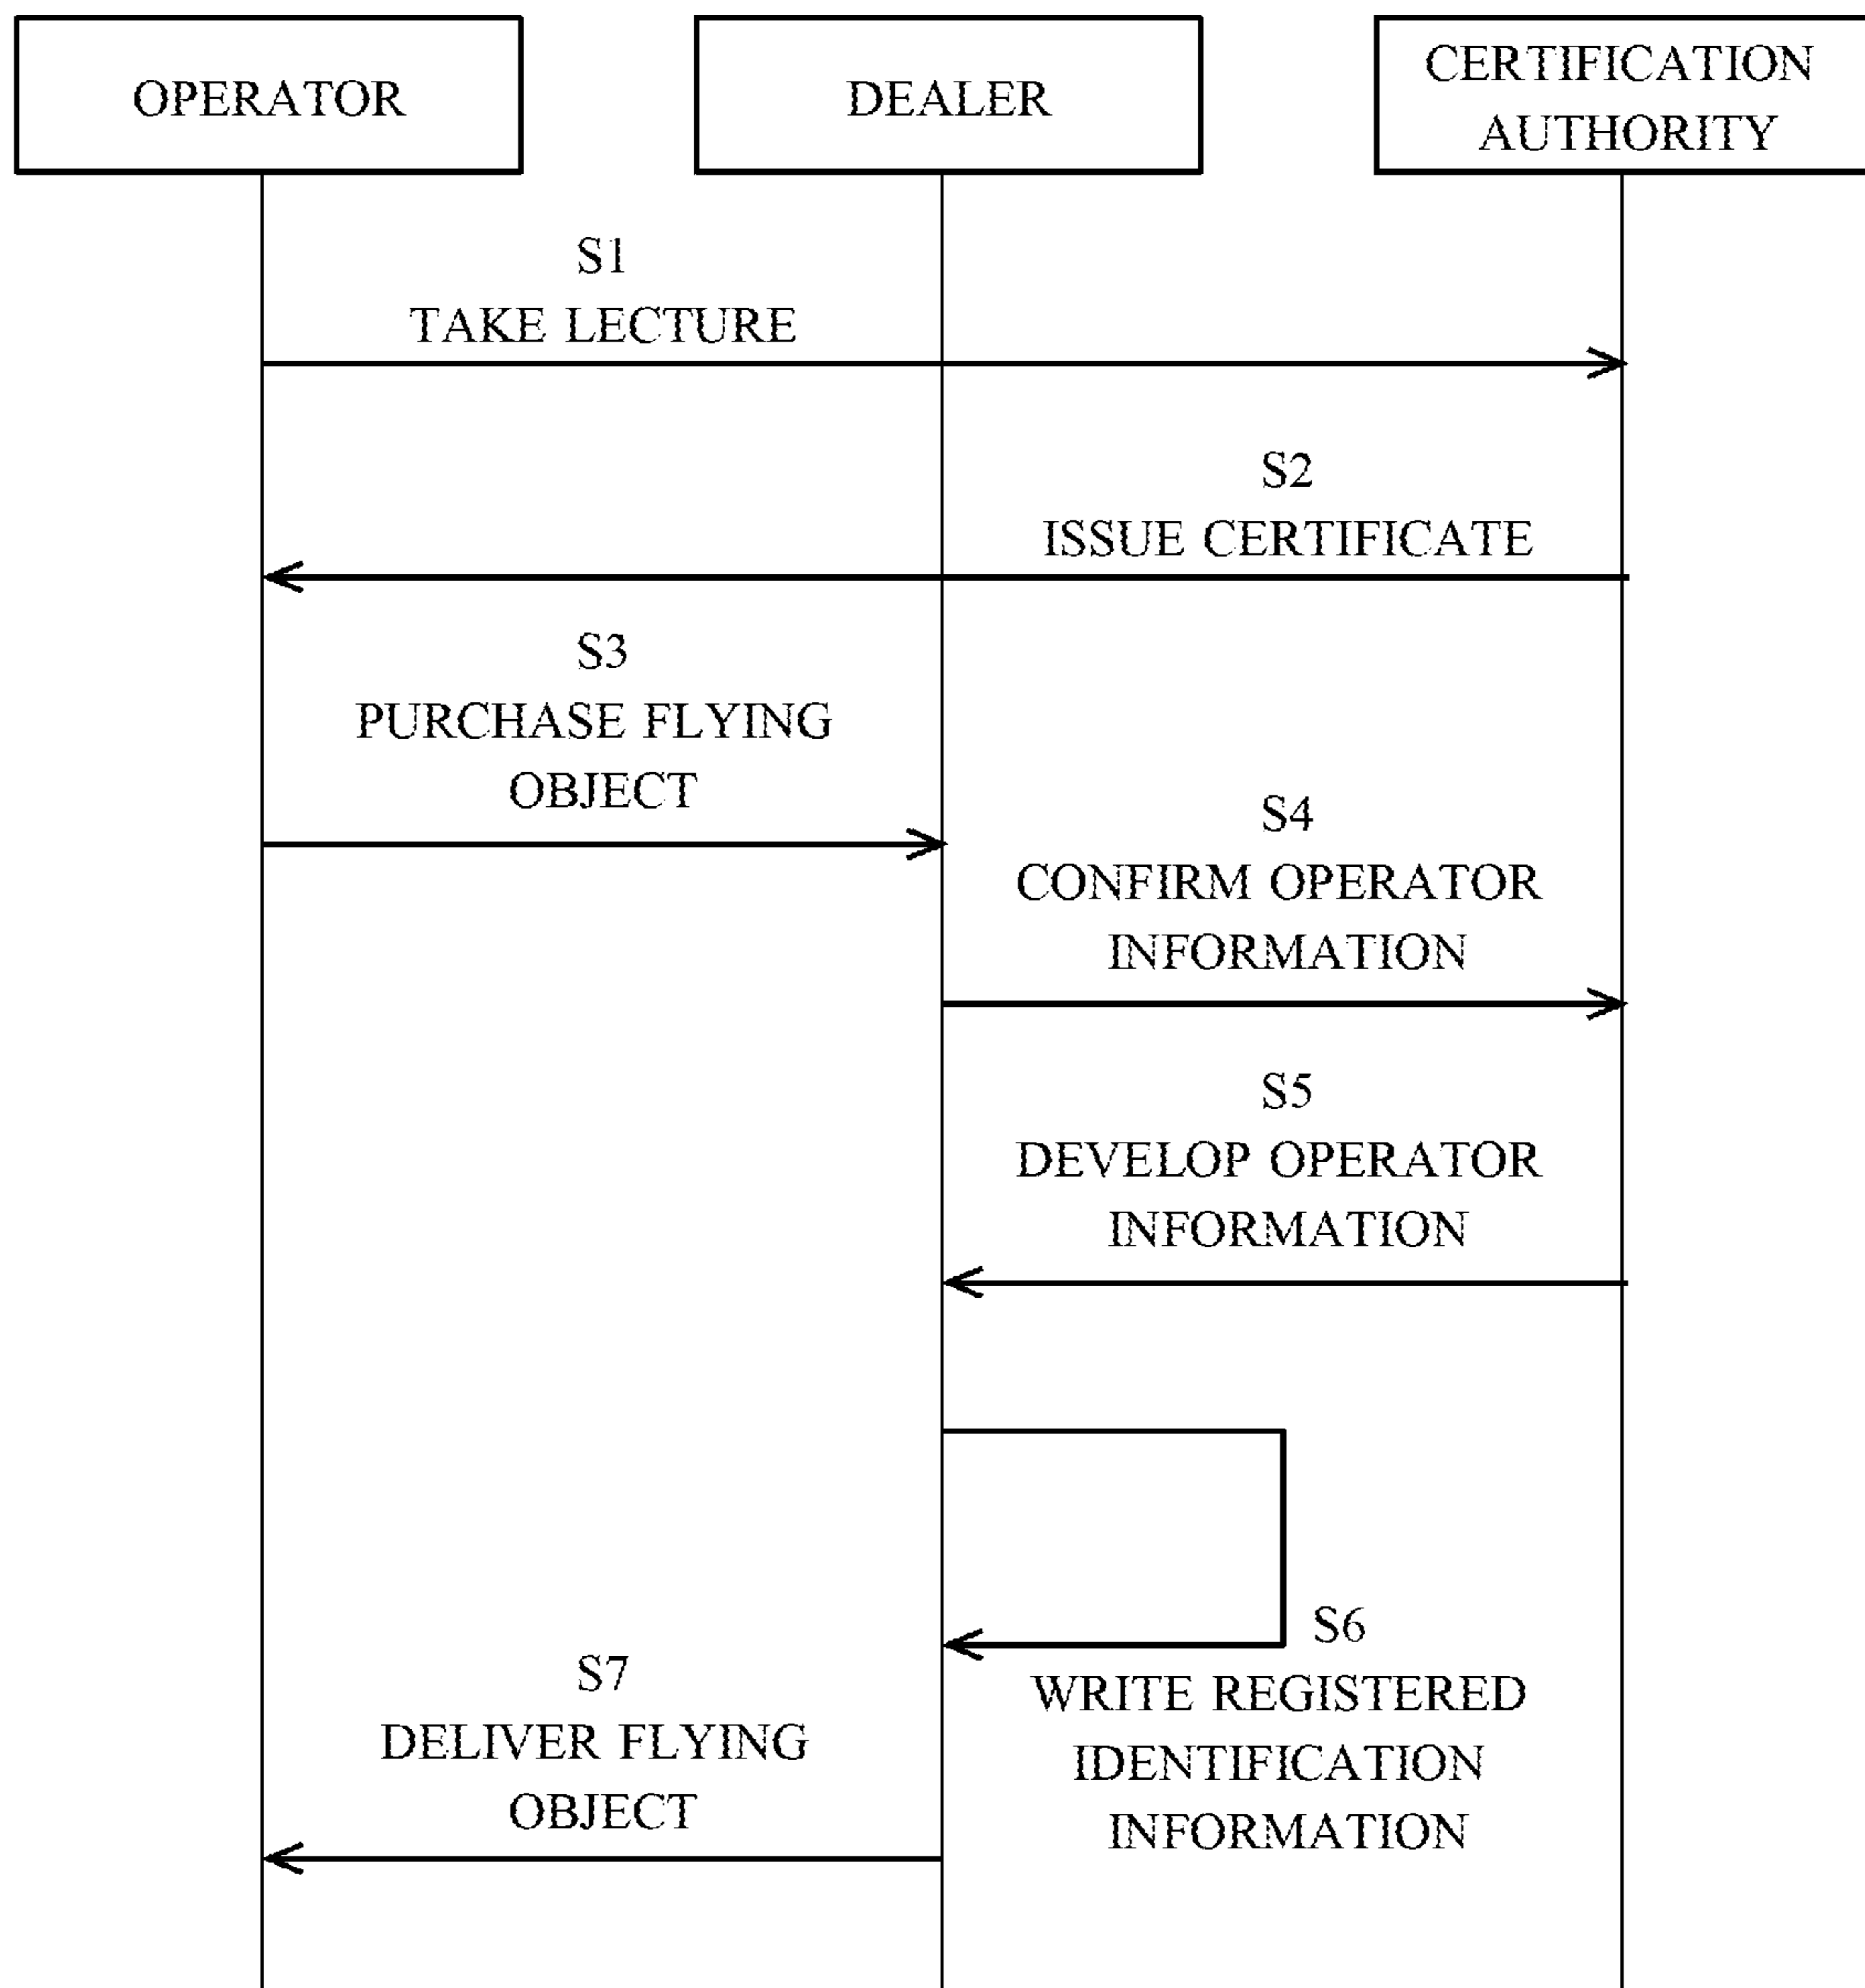 OPERATOR
DEALER
CERTIFICATION
AUTHORITY
S1
TAKE LECTURE
S2
ISSUE CERTIFICATE
S3
PURCHASE FLYING
OBJECT
S4
CONFIRM OPERATOR
INFORMATION
S5
DEVELOP OPERATOR
INFORMATION
S6
WRITE REGISTERED
IDENTIFICATION
INFORMATION
S7
DELIVER FLYING
OBJECT